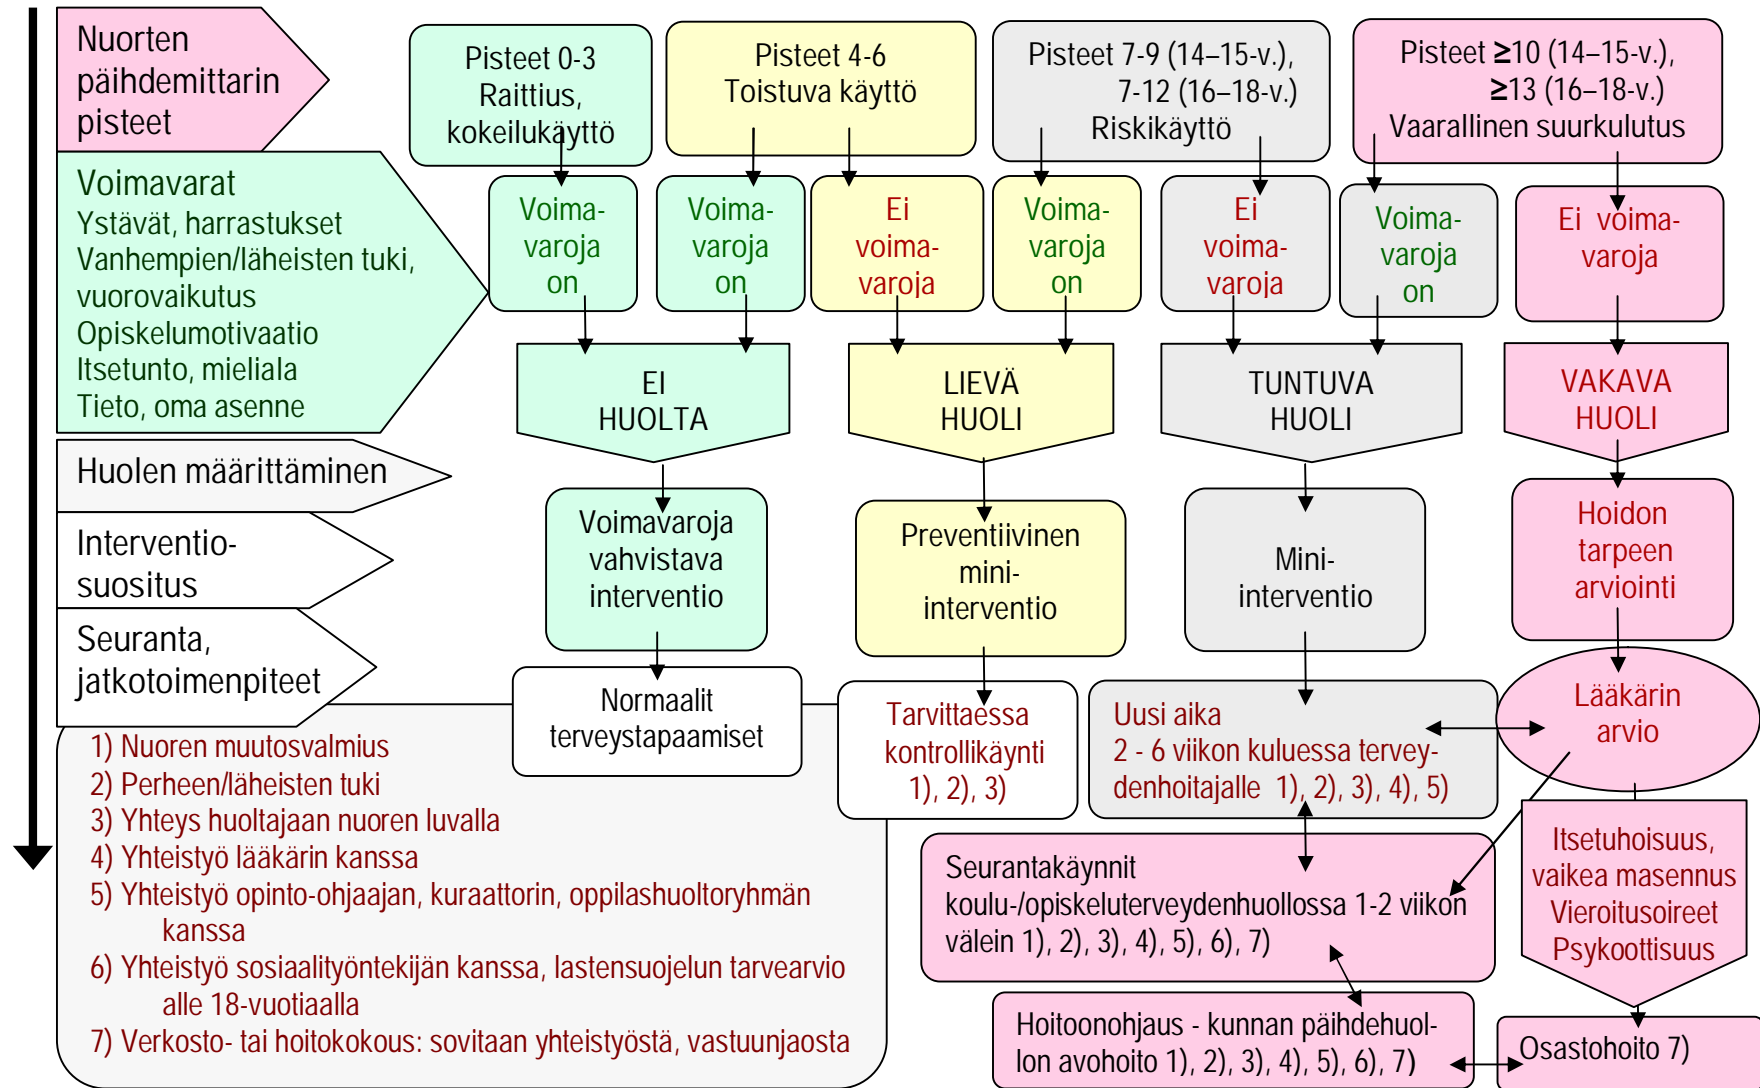 Nuorten
päihdemittarin
pisteet
Pisteet 0-3
Raittius,
kokeilukäyttö
Pisteet 4-6
Toistuva käyttö
Pisteet 7-9 (14–15-v.),
7-12 (16–18-v.)
Riskikäyttö
Pisteet ≥10 (14–15-v.),
≥13 (16–18-v.)
Vaarallinen suurkulutus
Voimavarat
Ystävät, harrastukset
Vanhempien/läheisten tuki,
vuorovaikutus
Opiskelumotivaatio
Itsetunto, mieliala
Tieto, oma asenne
Voima-
varoja
on
Voima-
varoja
on
Ei
voima-
varoja
Voima-
varoja
on
Ei
voima-
varoja
Voima-
varoja
on
Ei voima-
varoja
EI
HUOLTA
LIEVÄ
HUOLI
TUNTUVA
HUOLI
VAKAVA
HUOLI
Huolen määrittäminen
Interventio-
suositus
Voimavaroja
vahvistava
interventio
Preventiivinen
mini-
interventio
Mini-
interventio
Hoidon
tarpeen
arviointi
Seuranta,
jatkotoimenpiteet
Normaalit
terveystapaamiset
Tarvittaessa
kontrollikäynti
1), 2), 3)
Uusi aika
2 - 6 viikon kuluessa tervey-
denhoitajalle 1), 2), 3), 4), 5)
Lääkärin
arvio
1) Nuoren muutosvalmius
2) Perheen/läheisten tuki
3) Yhteys huoltajaan nuoren luvalla
4) Yhteistyö lääkärin kanssa
5) Yhteistyö opinto-ohjaajan, kuraattorin, oppilashuoltoryhmän
kanssa
6) Yhteistyö sosiaalityöntekijän kanssa, lastensuojelun tarvearvio
alle 18-vuotiaalla
7) Verkosto- tai hoitokokous: sovitaan yhteistyöstä, vastuunjaosta
Seurantakäynnit
koulu-/opiskeluterveydenhuollossa 1-2 viikon
välein 1), 2), 3), 4), 5), 6), 7)
Itsetuhoisuus,
vaikea masennus
Vieroitusoireet
Psykoottisuus
Hoitoonohjaus - kunnan päihdehuol-
lon avohoito 1), 2), 3), 4), 5), 6), 7)
Osastohoito 7)